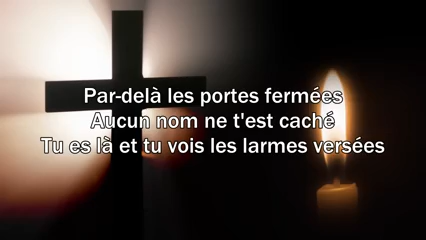 Par-delà les portes fermées
Aucun nom ne t'est caché
Tu es là et tu vois les larmes versées